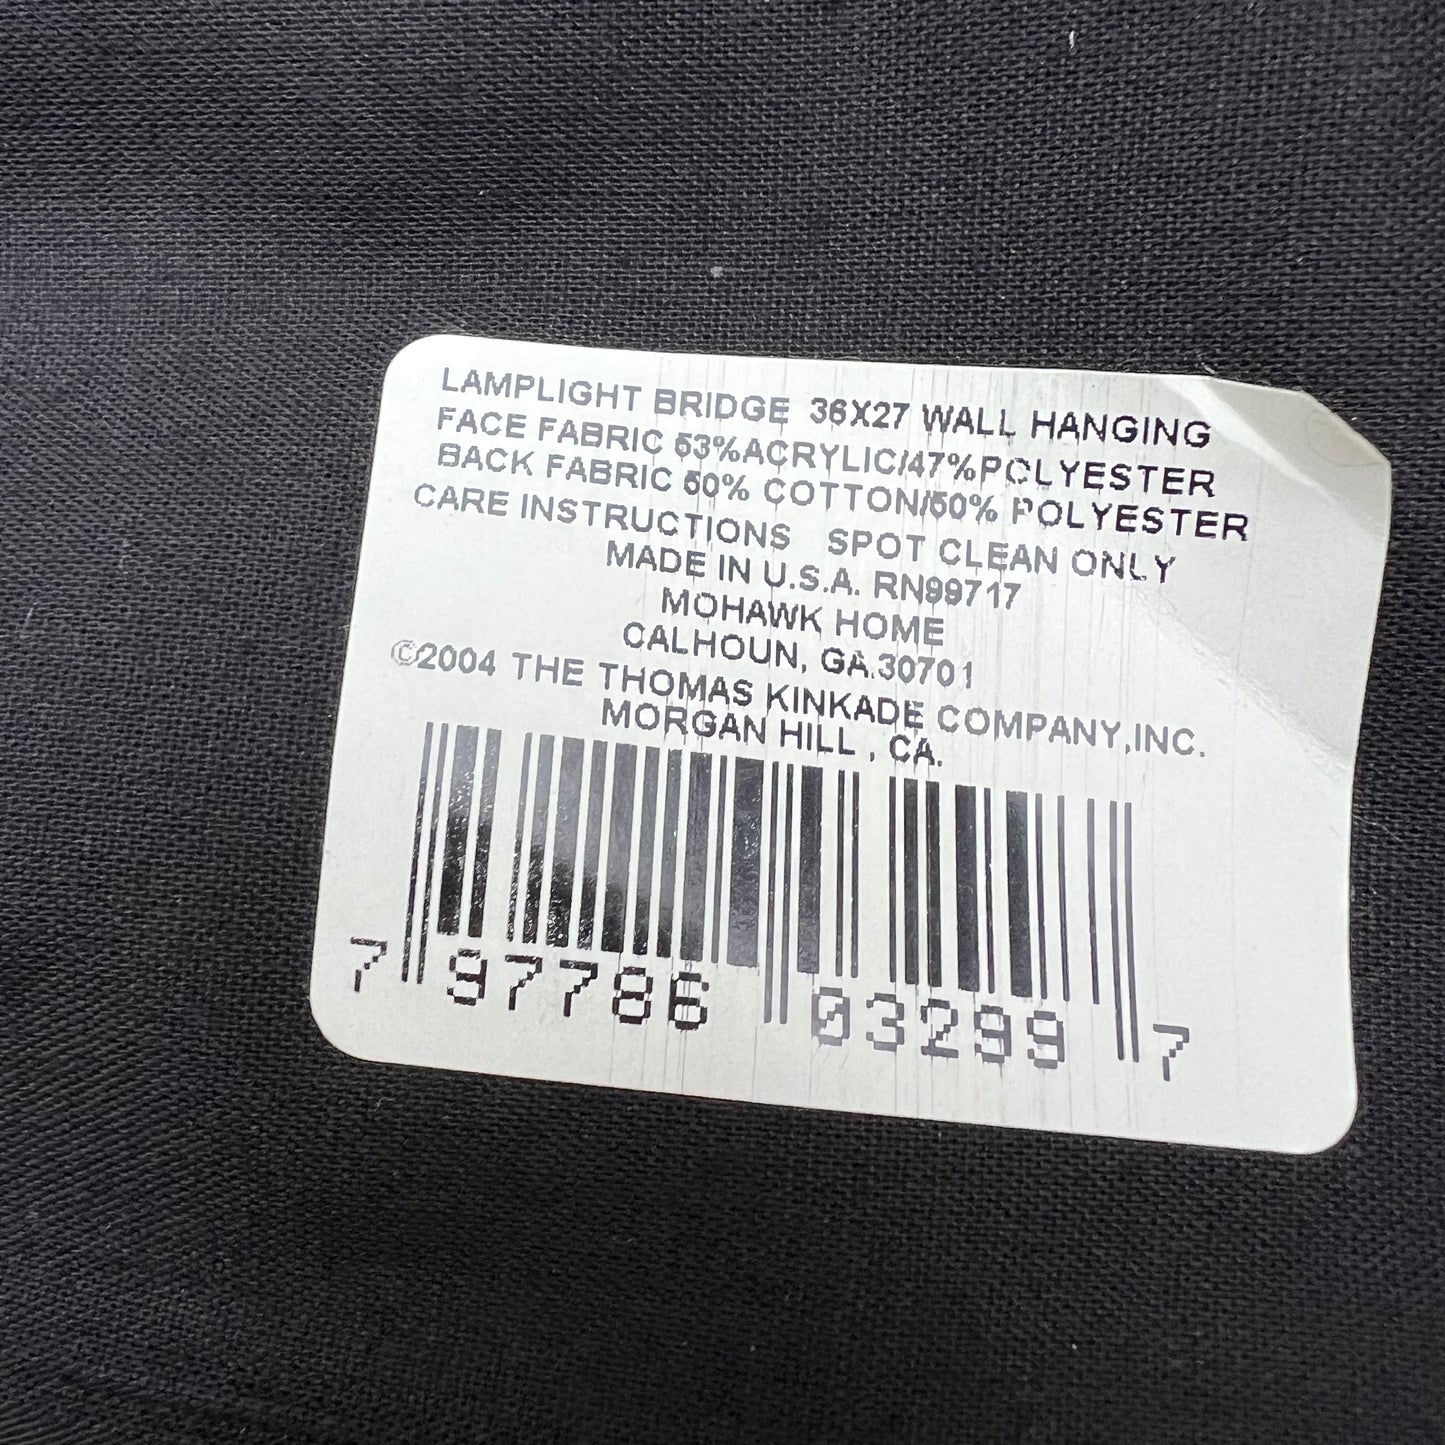 LAMPLIGHT BRIDGE 36X27 WALL HANGING
FACE FABRIC 53%ACRYLIC/47%POLYESTER
BACK FABRIC 50% COTTON/50% POLYESTER
CARE INSTRUCTIONS SPOT CLEAN ONLY
MADE IN U.S.A. RN99717
MOHAWK HOME
CALHOUN, GA.30701
©2004 THE THOMAS KINKADE COMPANY,INC.
MORGAN HILL , CA.
7 97786 03299 7